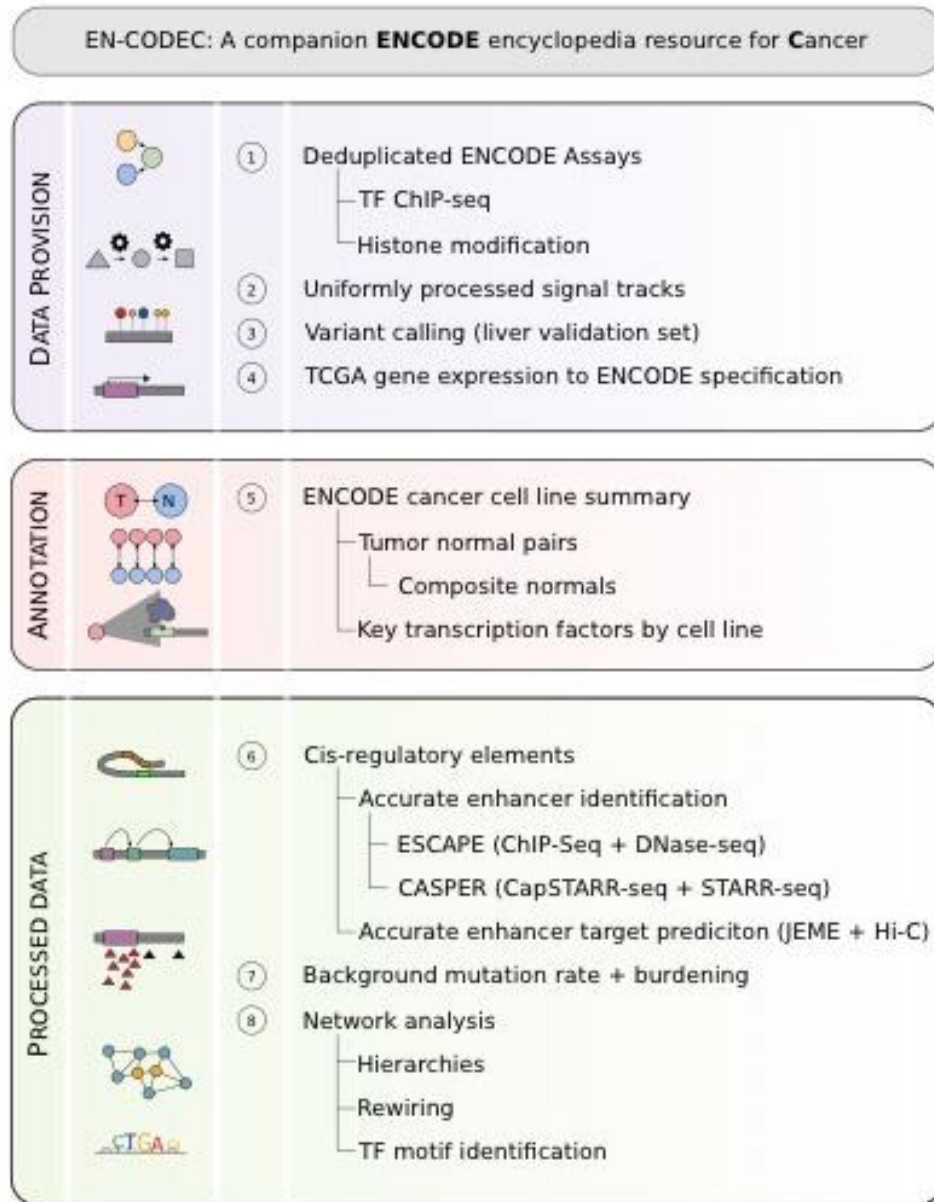 EN-CODEC: A companion ENCODE encyclopedia resource for Cancer
DATA PROVISION
1 Deduplicated ENCODE Assays
TF ChIP-seq
Histone modification
2 Uniformly processed signal tracks
3 Variant calling (liver validation set)
4 TCGA gene expression to ENCODE specification
ANNOTATION
T N
5 ENCODE cancer cell line summary
Tumor normal pairs
Composite normals
Key transcription factors by cell line
PROCESSED DATA
6 Cis-regulatory elements
Accurate enhancer identification
ESCAPE (ChIP-Seq + DNase-seq)
CASPER (CapSTARR-seq + STARR-seq)
Accurate enhancer target prediciton (JEME + Hi-C)
7 Background mutation rate + burdening
8 Network analysis
Hierarchies
Rewiring
TF motif identification
CTGA